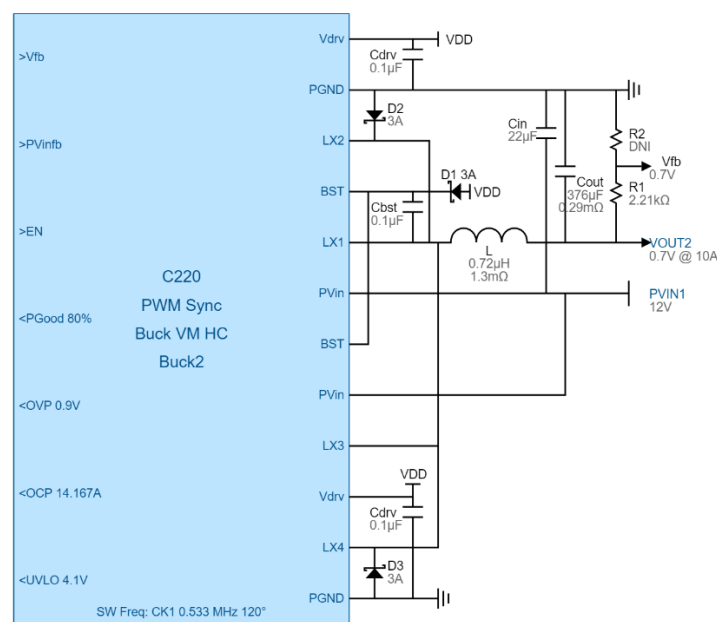 >Vfb
>PVinfb
>EN
<PGood 80%
<OVP 0.9V
<OCP 14.167A
<UVLO 4.1V
C220
PWM Sync
Buck VM HC
Buck2
SW Freq: CK1 0.533 MHz 120°
Vdrv
PGND
LX2
BST
LX1
PVin
BST
PVin
LX3
Vdrv
LX4
PGND
VDD
Cdrv
0.1µF
D2
3A
Cin
22µF
R2
DNI
Vfb
0.7V
D1 3A
VDD
Cout
376µF
0.29mΩ
R1
2.21kΩ
Cbst
0.1µF
L
0.72µH
1.3mΩ
VOUT2
0.7V @ 10A
PVIN1
12V
VDD
Cdrv
0.1µF
D3
3A